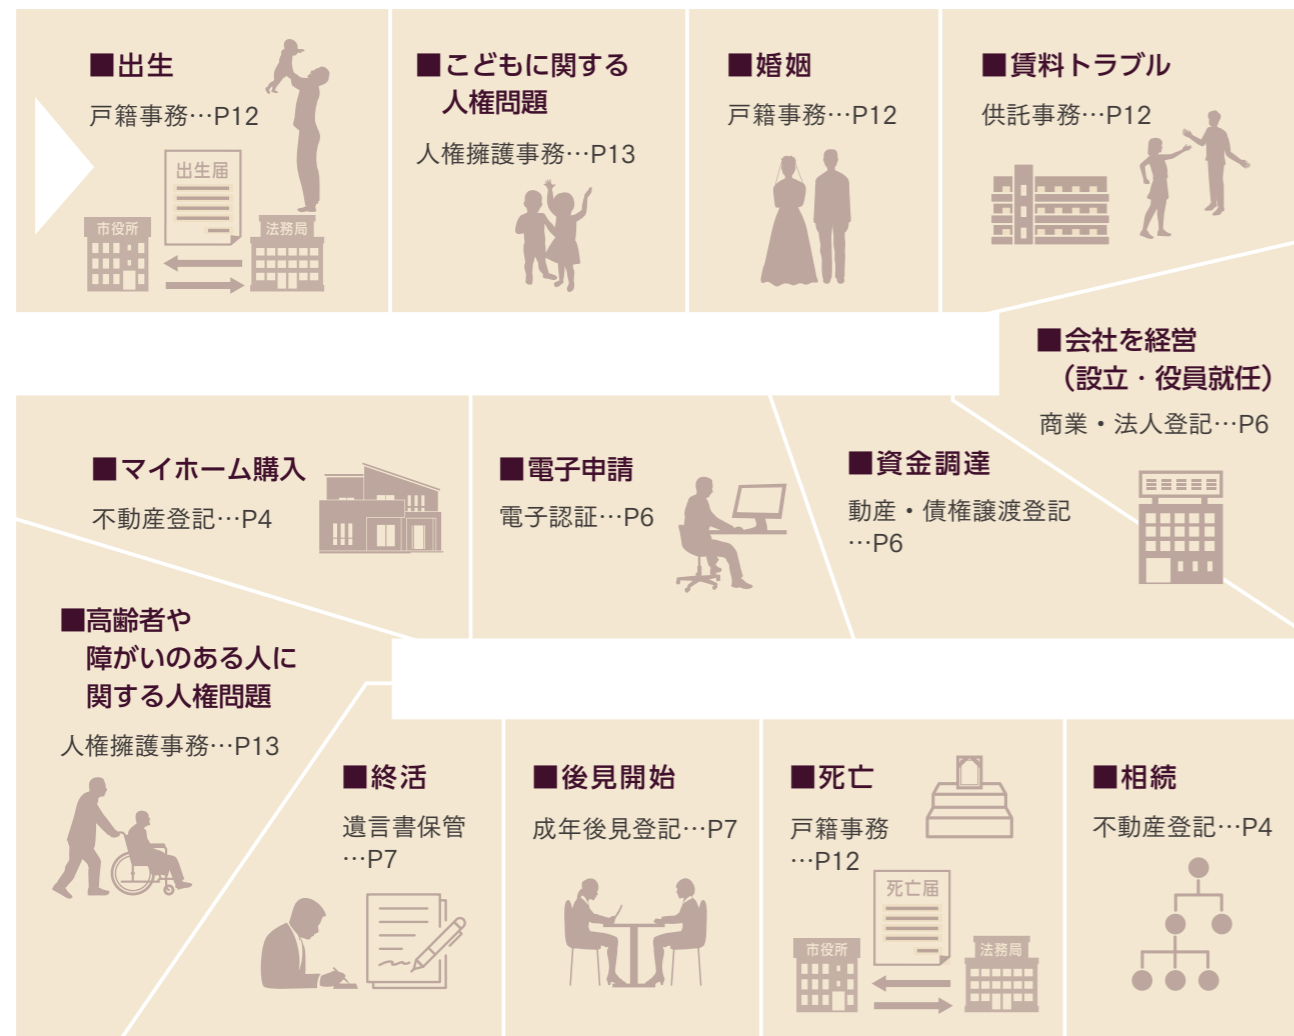 ■出生
戸籍事務…P12
出生届
市役所
法務局
■こどもに関する
人権問題
人権擁護事務…P13
■婚姻
戸籍事務…P12
■賃料トラブル
供託事務…P12
■会社を経営
（設立・役員就任）
商業・法人登記…P6
■資金調達
動産・債権譲渡登記
…P6
■電子申請
電子認証…P6
■マイホーム購入
不動産登記…P4
■高齢者や
障がいのある人に
関する人権問題
人権擁護事務…P13
■終活
遺言書保管
…P7
■後見開始
成年後見登記…P7
■死亡
戸籍事務
…P12
死亡届
市役所
法務局
■相続
不動産登記…P4